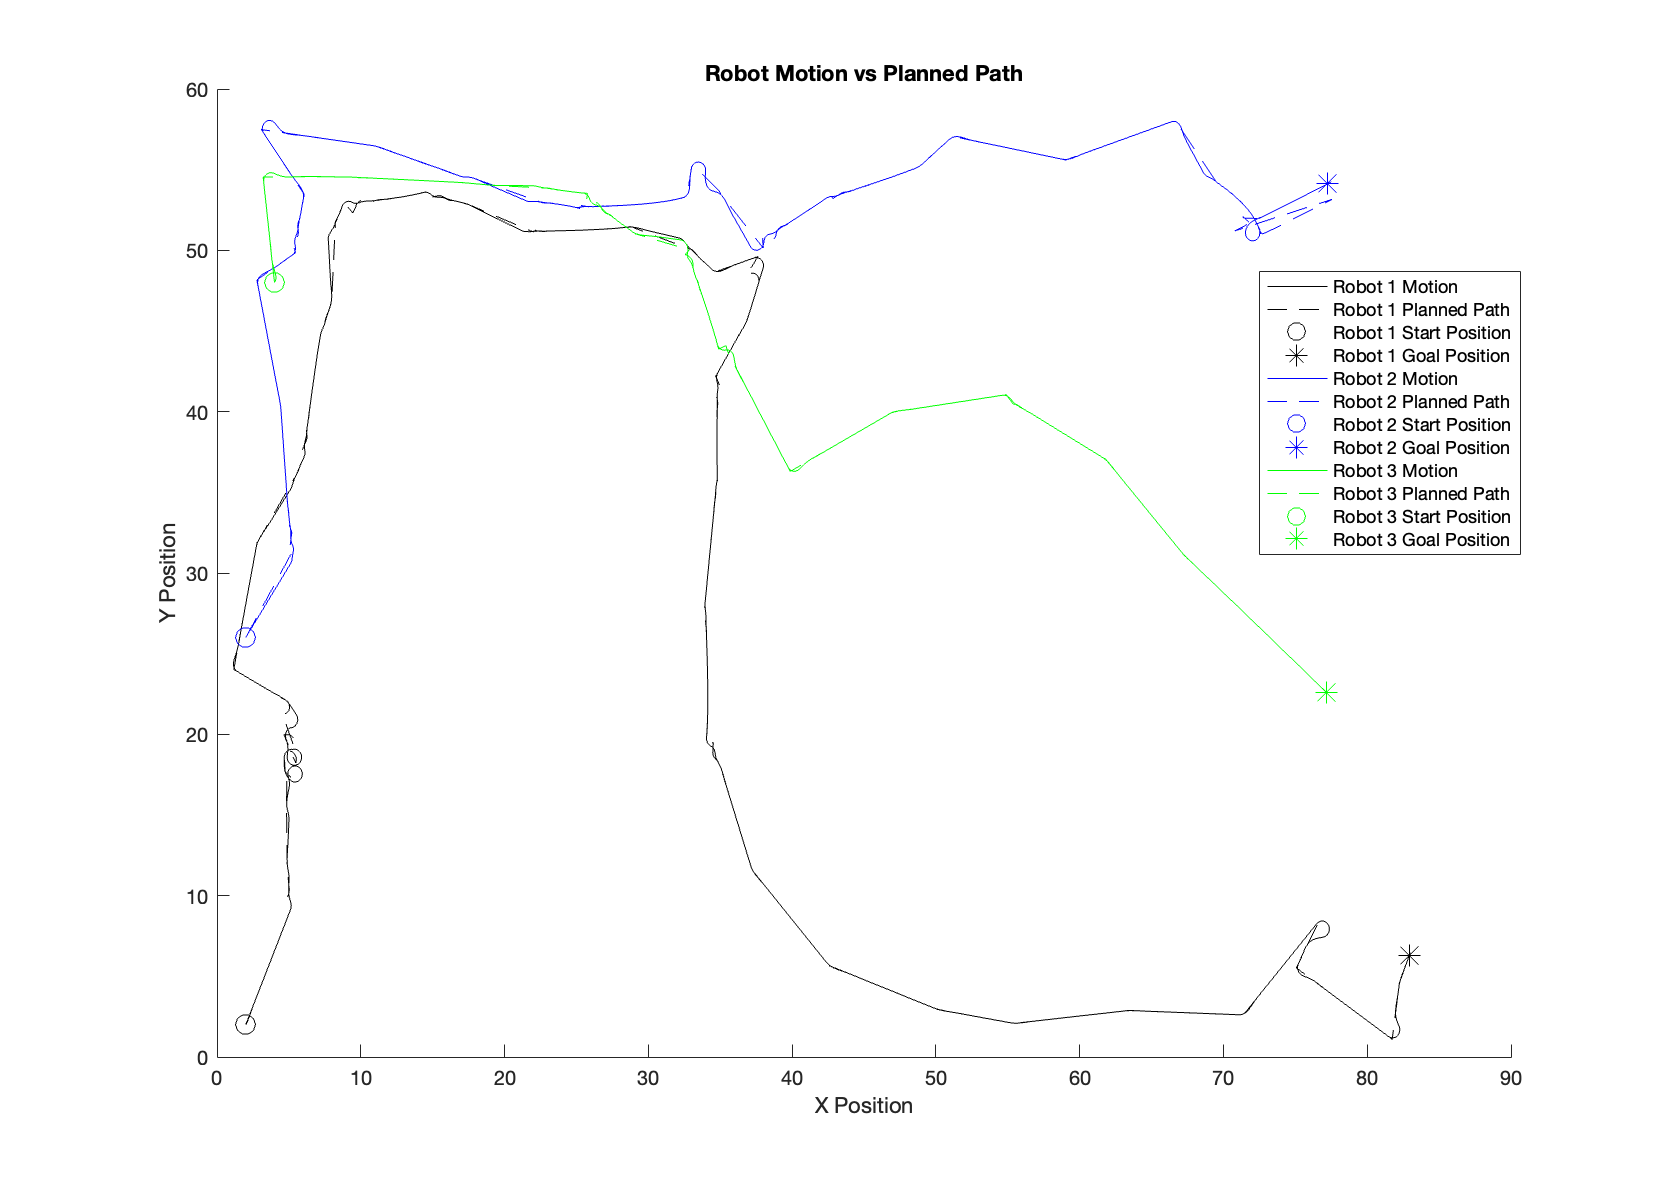 Robot Motion vs Planned Path
60
50
40
30
20
10
0
Y Position
0 10 20 30 40 50 60 70 80 90
X Position
Robot 1 Motion
Robot 1 Planned Path
Robot 1 Start Position
Robot 1 Goal Position
Robot 2 Motion
Robot 2 Planned Path
Robot 2 Start Position
Robot 2 Goal Position
Robot 3 Motion
Robot 3 Planned Path
Robot 3 Start Position
Robot 3 Goal Position